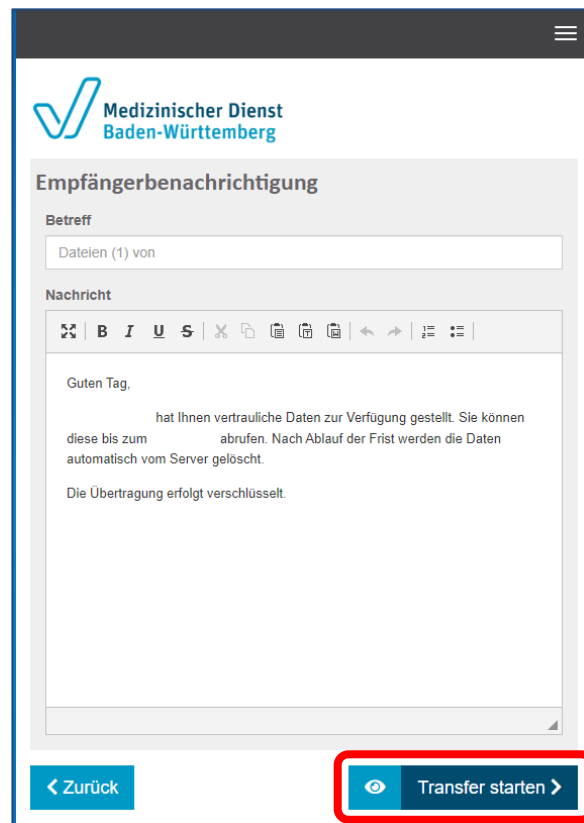 Medizinischer Dienst
Baden-Württemberg
Empfängerbenachrichtigung
Betreff
Dateien (1) von
Nachricht
B I U S
Guten Tag,
hat Ihnen vertrauliche Daten zur Verfügung gestellt. Sie können
diese bis zum abrufen. Nach Ablauf der Frist werden die Daten
automatisch vom Server gelöscht.
Die Übertragung erfolgt verschlüsselt.
Zurück
Transfer starten